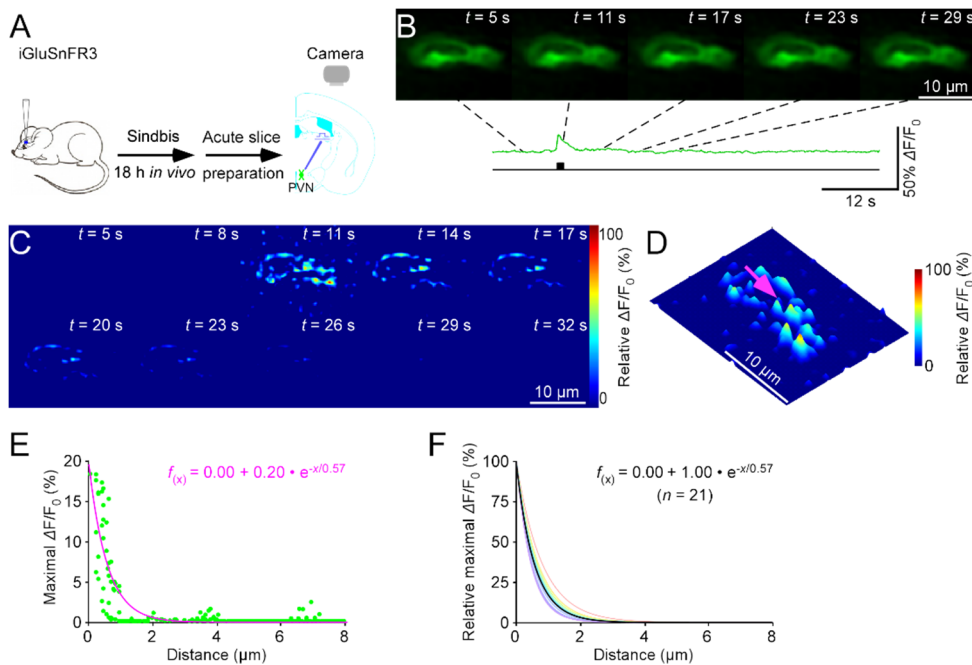 A
iGluSnFR3
Camera
Sindbis
18 h in vivo
Acute slice
preparation
PVN
B
t = 5 s
t = 11 s
t = 17 s
t = 23 s
t = 29 s
10 µm
50% ΔF/F0
12 s
C
t = 5 s
t = 8 s
t = 11 s
t = 14 s
t = 17 s
t = 20 s
t = 23 s
t = 26 s
t = 29 s
t = 32 s
10 µm
100
0
Relative ΔF/F0 (%)
D
10 µm
100
0
Relative ΔF/F0 (%)
E
Maximal ΔF/F0 (%)
20
15
10
5
0
f(x) = 0.00 + 0.20 • e-x/0.57
0 2 4 6 8
Distance (µm)
F
Relative maximal ΔF/F0 (%)
100
75
50
25
0
f(x) = 0.00 + 1.00 • e-x/0.57
(n = 21)
0 2 4 6 8
Distance (µm)